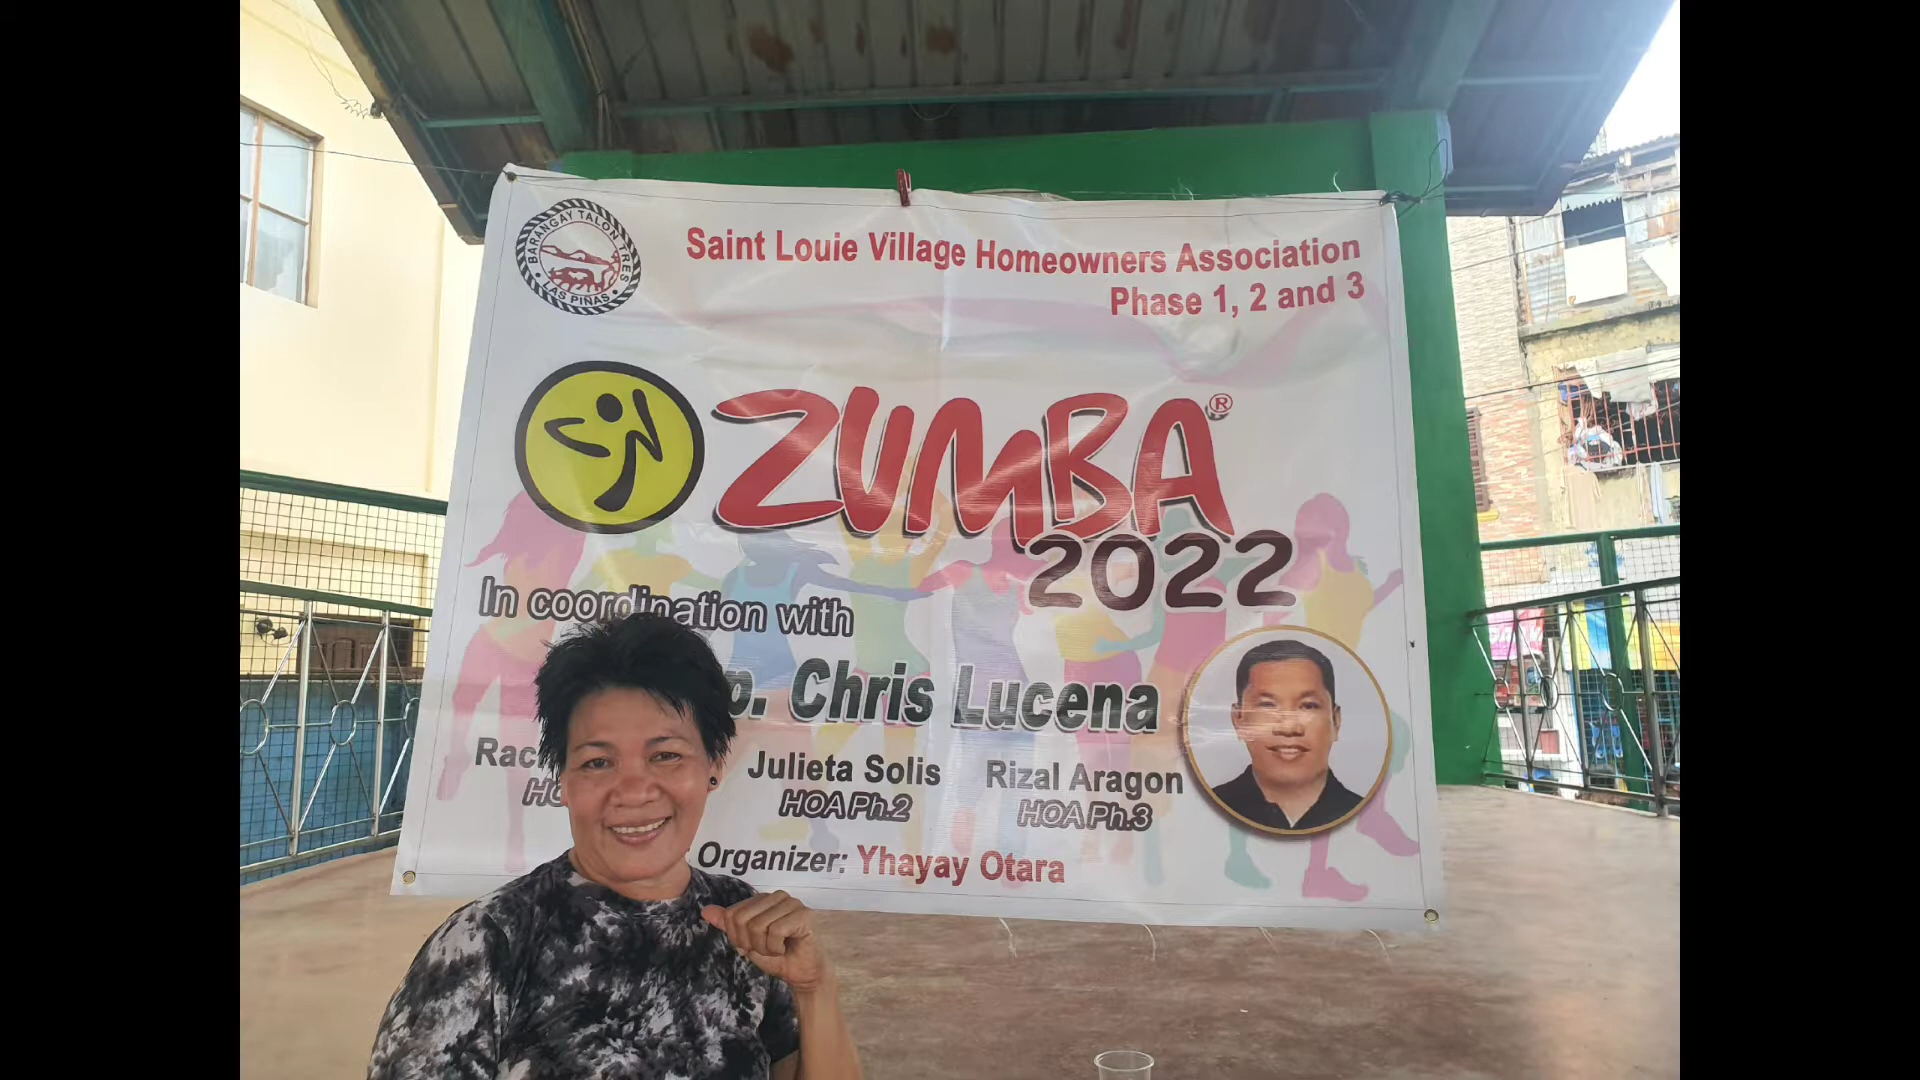 BARANGAY TALON TRES
LAS PIÑAS
Saint Louie Village Homeowners Association
Phase 1, 2 and 3
ZUMBA®
2022
In coordination with
Chris Lucena
Julieta Solis
HOA Ph.2
Rizal Aragon
HOA Ph.3
Organizer: Yhayay Otara